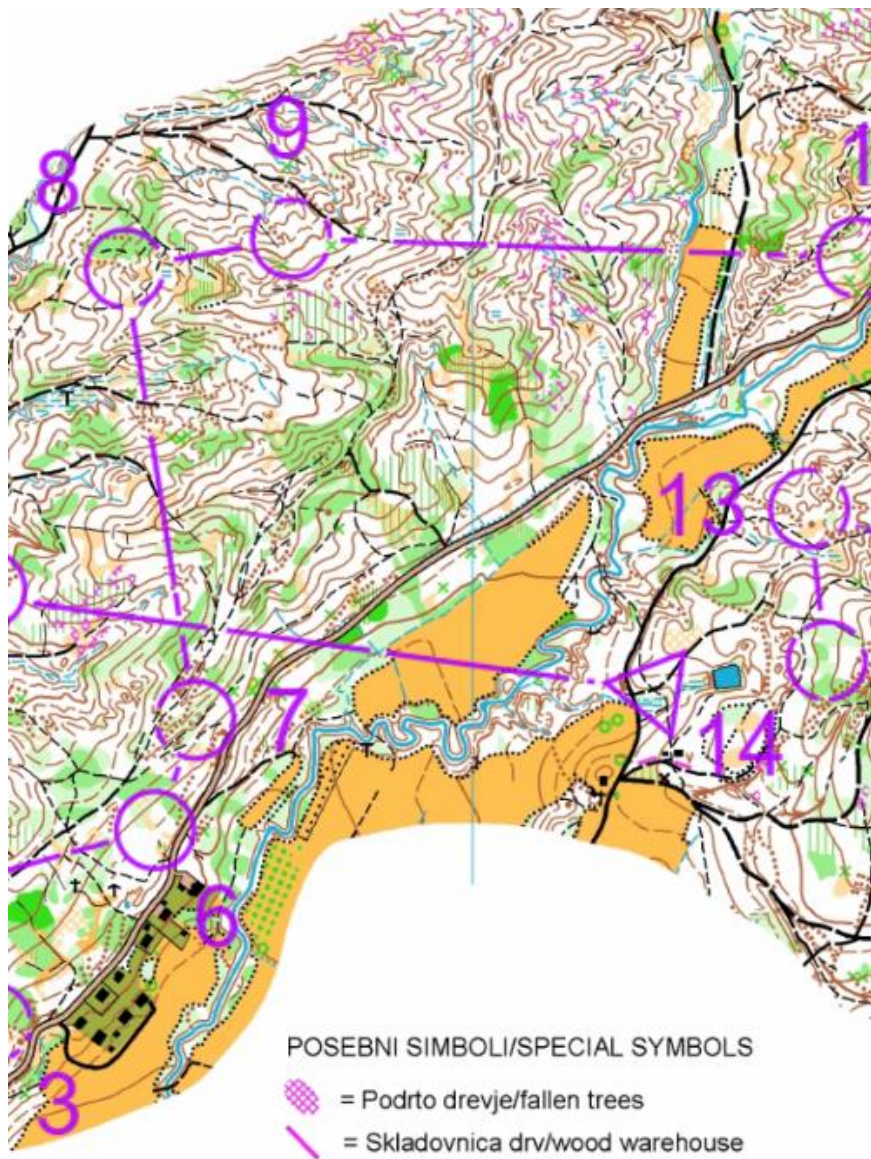 9
8
1
13
7
14
6
3
POSEBNI SIMBOLI/SPECIAL SYMBOLS
= Podrto drevje/fallen trees
= Skladovnica drv/wood warehouse